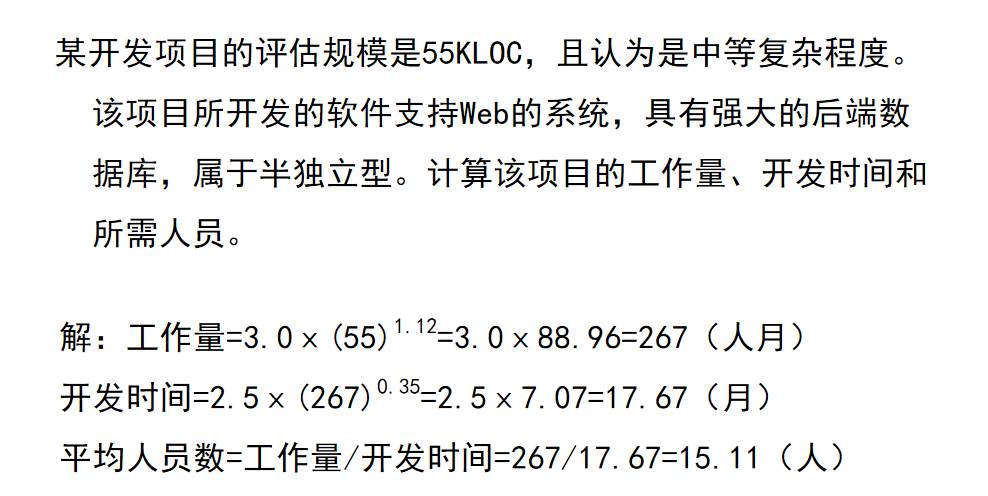 某开发项目的评估规模是55KLOC，且认为是中等复杂程度。
该项目所开发的软件支持Web的系统，具有强大的后端数
据库，属于半独立型。计算该项目的工作量、开发时间和
所需人员。
解：工作量=3.0×(55)^1.12=3.0×88.96=267（人月）
开发时间=2.5×(267)^0.35=2.5×7.07=17.67（月）
平均人员数=工作量/开发时间=267/17.67=15.11（人）